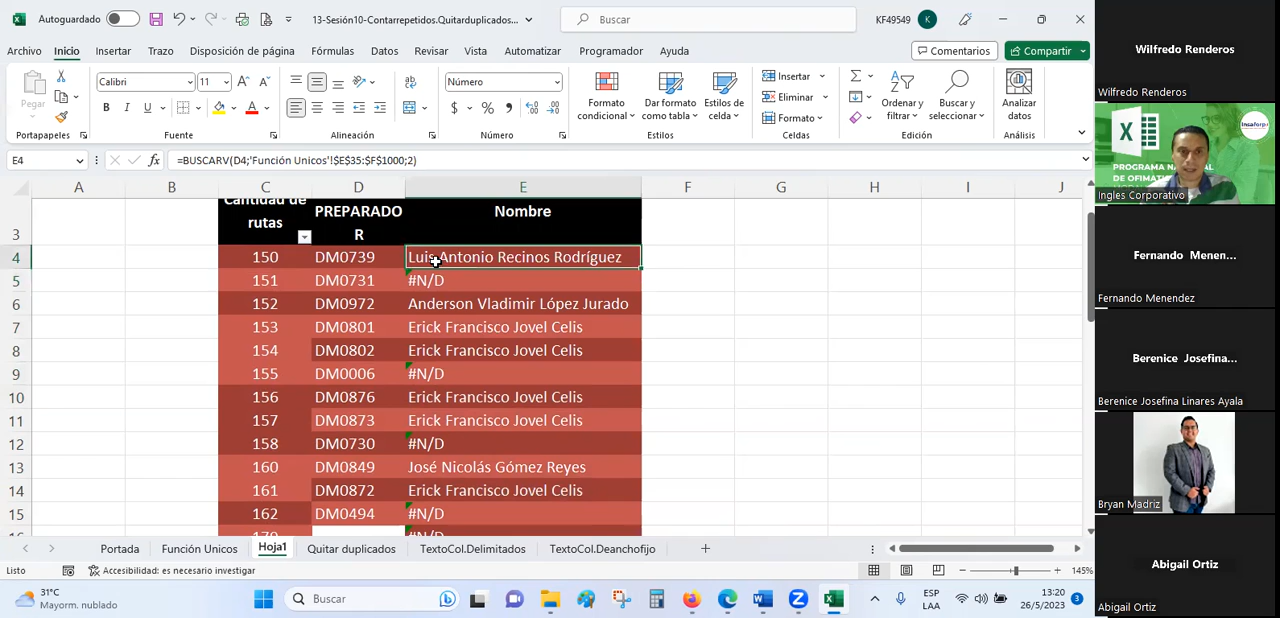 Autoguardado
13-Sesión10-Contarrepetidos.Quitarduplicados...
Buscar
KF49549
K
Archivo Inicio Insertar Trazo Disposición de página Fórmulas Datos Revisar Vista Automatizar Programador Ayuda
Comentarios
Compartir
Pegar
Calibri
11
Número
Formato condicional
Dar formato como tabla
Estilos de celda
Insertar
Eliminar
Formato
Ordenar y filtrar
Buscar y seleccionar
Analizar datos
Portapapeles
Fuente
Alineación
Número
Estilos
Celdas
Edición
Análisis
E4
=BUSCARV(D4;'Función Unicos'!$E$35:$F$1000;2)
A B C D E F G H I J
3 Cantidad de rutas PREPARADO R Nombre
4 150 DM0739 Luis Antonio Recinos Rodríguez
5 151 DM0731 #N/D
6 152 DM0972 Anderson Vladimir López Jurado
7 153 DM0801 Erick Francisco Jovel Celis
8 154 DM0802 Erick Francisco Jovel Celis
9 155 DM0006 #N/D
10 156 DM0876 Erick Francisco Jovel Celis
11 157 DM0873 Erick Francisco Jovel Celis
12 158 DM0730 #N/D
13 160 DM0849 José Nicolás Gómez Reyes
14 161 DM0872 Erick Francisco Jovel Celis
15 162 DM0494 #N/D
Portada Función Unicos Hoja1 Quitar duplicados TextoCol.Delimitados TextoCol.Deanchofijo
Listo
Accesibilidad: es necesario investigar
145%
31°C
Mayorm. nublado
Buscar
ESP
LAA
13:20
26/5/2023
3
Wilfredo Renderos
Wilfredo Renderos
PROGRAMA
DE OFIMÁTI
Ingles Corporativo
Fernando Menen...
Fernando Menendez
Berenice Josefina...
Berenice Josefina Linares Ayala
Bryan Madriz
Abigail Ortiz
Abigail Ortiz